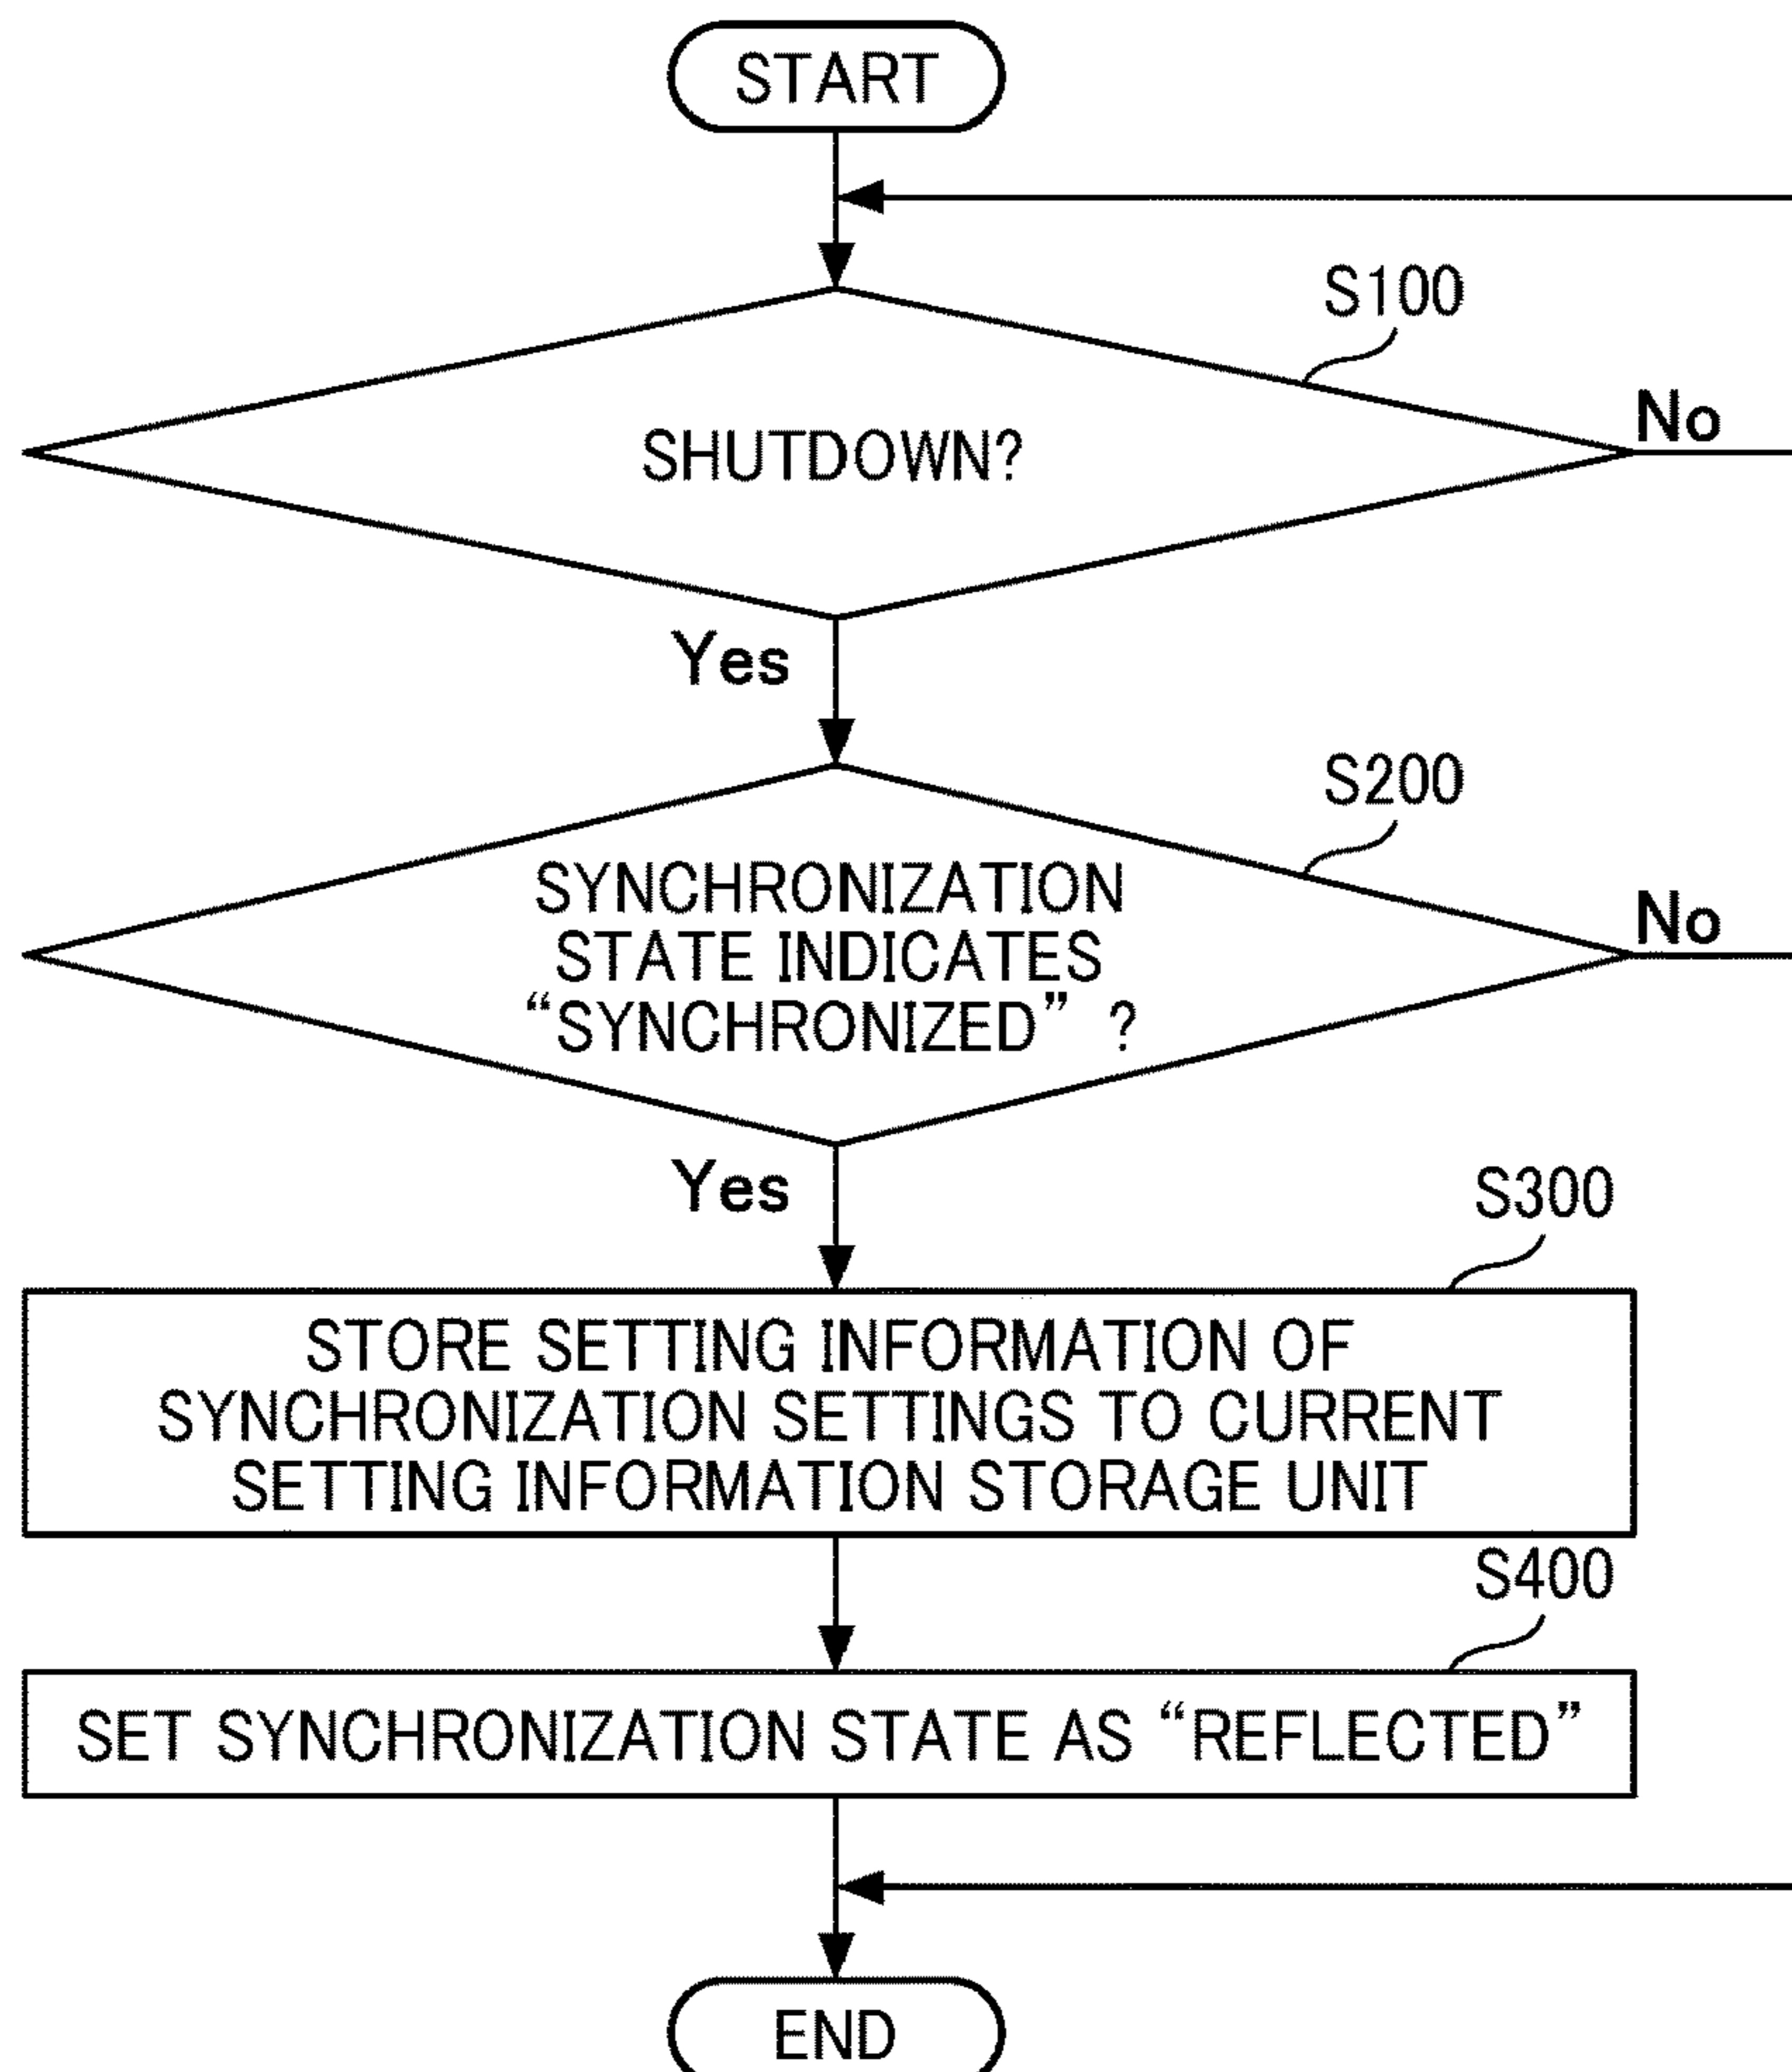 START
S100
SHUTDOWN?
No
Yes
S200
SYNCHRONIZATION
STATE INDICATES
“SYNCHRONIZED” ?
No
Yes
S300
STORE SETTING INFORMATION OF
SYNCHRONIZATION SETTINGS TO CURRENT
SETTING INFORMATION STORAGE UNIT
S400
SET SYNCHRONIZATION STATE AS “REFLECTED”
END